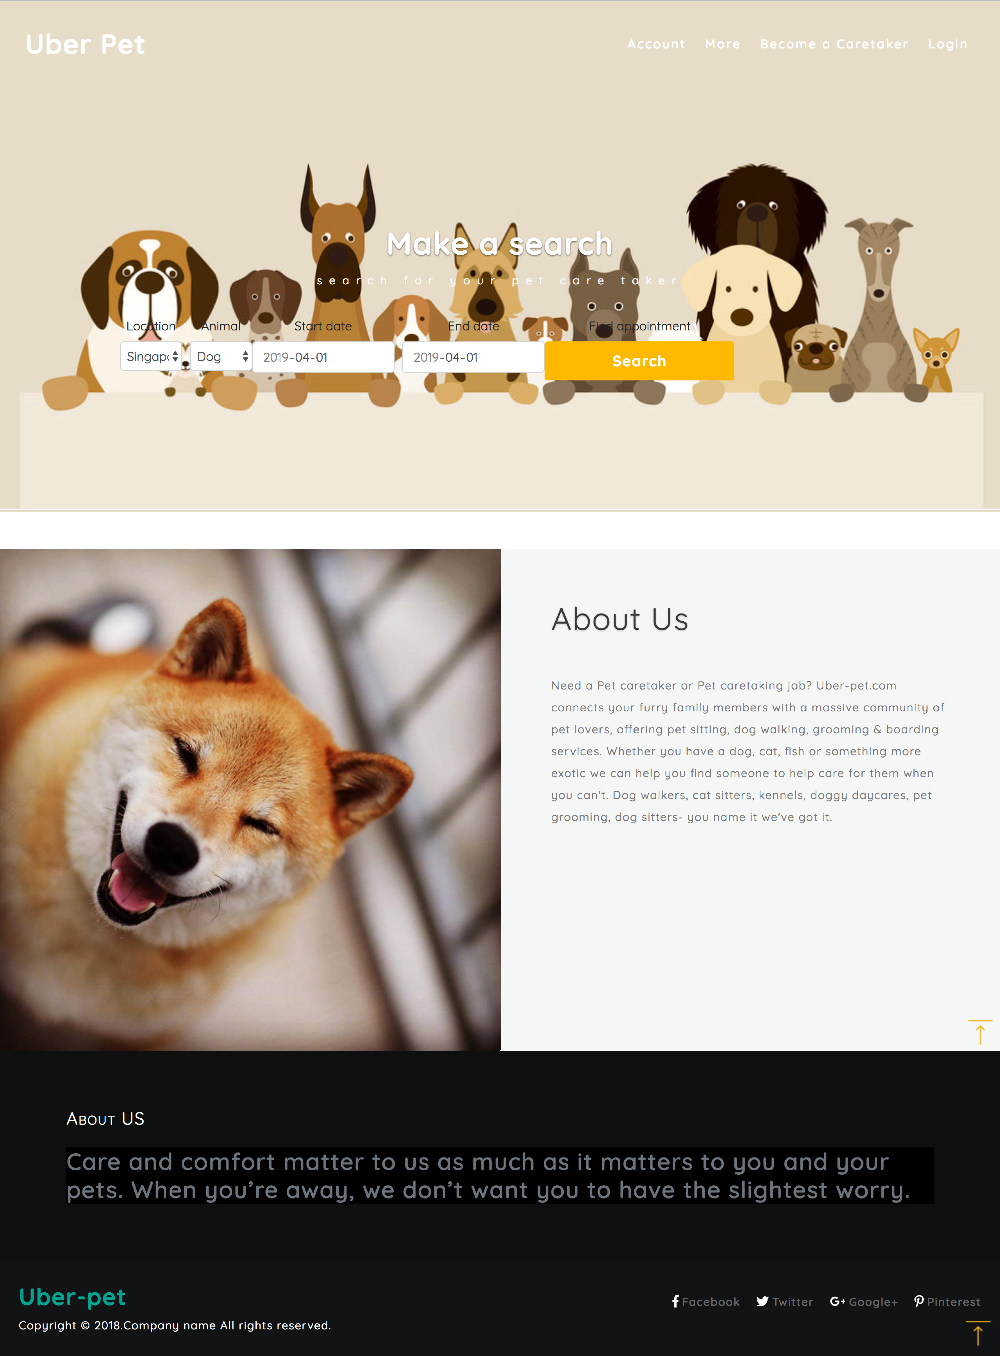 Uber Pet
Account More Become a Caretaker Login
Make a search
search for your pet care taker
Location Animal Start date End date Find appointment
Singapo Dog 2019-04-01 2019-04-01 Search
About Us
Need a Pet caretaker or Pet caretaking job? Uber-pet.com
connects your furry family members with a massive community of
pet lovers, offering pet sitting, dog walking, grooming & boarding
services. Whether you have a dog, cat, fish or something more
exotic we can help you find someone to help care for them when
you can't. Dog walkers, cat sitters, kennels, doggy daycares, pet
grooming, dog sitters- you name it we've got it.
About US
Care and comfort matter to us as much as it matters to you and your
pets. When you’re away, we don’t want you to have the slightest worry.
Uber-pet
Facebook Twitter G+ Google+ Pinterest
Copyright © 2018.Company name All rights reserved.